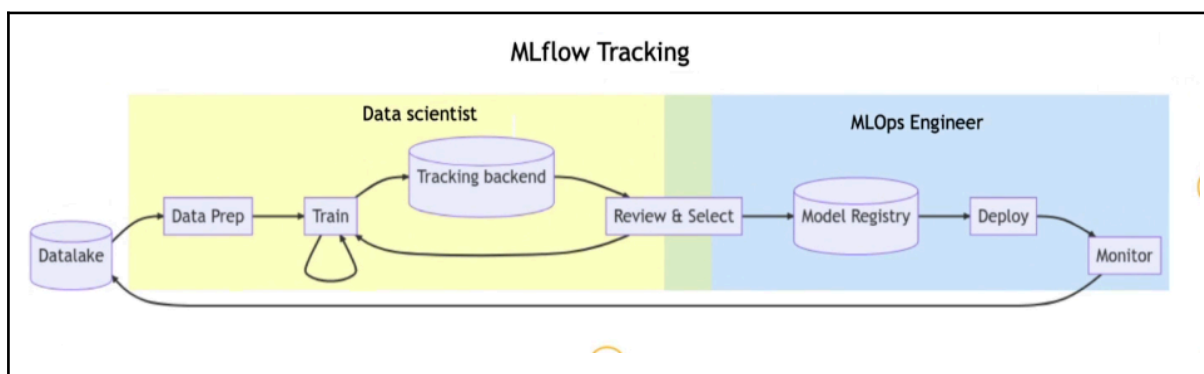 MLflow Tracking
Data scientist
MLOps Engineer
Tracking backend
Data Prep
Train
Review & Select
Model Registry
Deploy
Datalake
Monitor